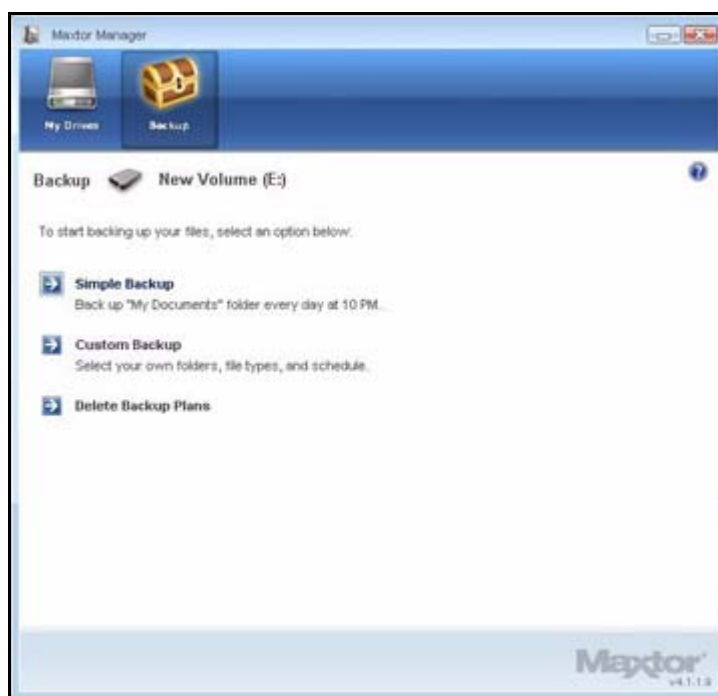 Maxtor Manager
My Drives
Backup
Backup New Volume (E:)
To start backing up your files, select an option below:
Simple Backup
Back up "My Documents" folder every day at 10 PM.
Custom Backup
Select your own folders, file types, and schedule.
Delete Backup Plans
Maxtor